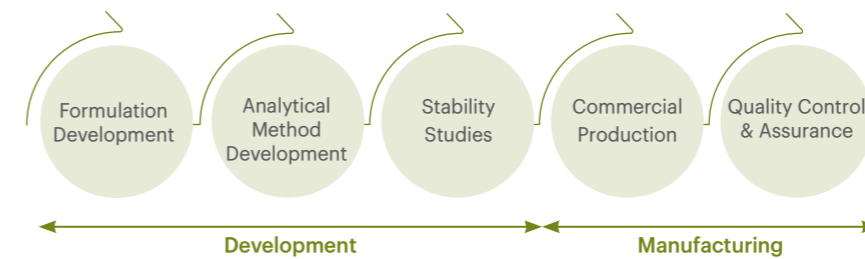 Formulation
Development
Analytical
Method
Development
Stability
Studies
Commercial
Production
Quality Control
& Assurance
Development
Manufacturing